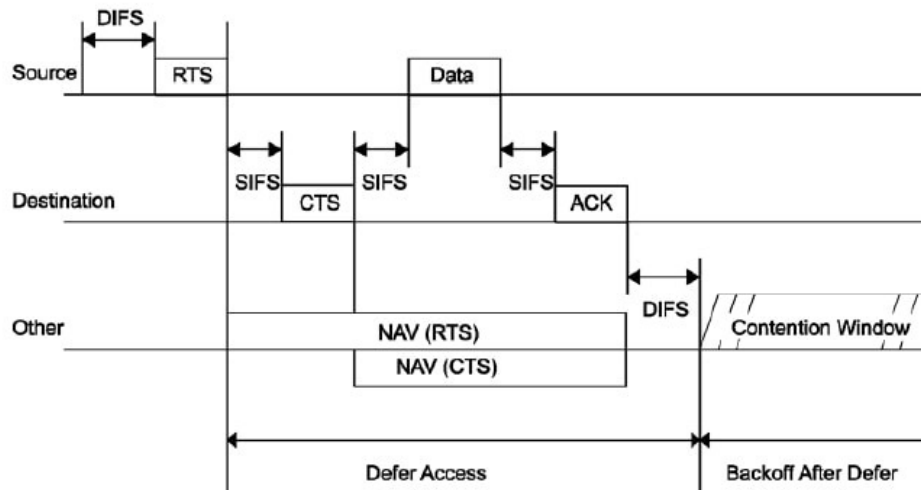 DIFS
Source
RTS
Data
SIFS
SIFS
SIFS
Destination
CTS
ACK
DIFS
Other
NAV (RTS)
Contention Window
NAV (CTS)
Defer Access
Backoff After Defer